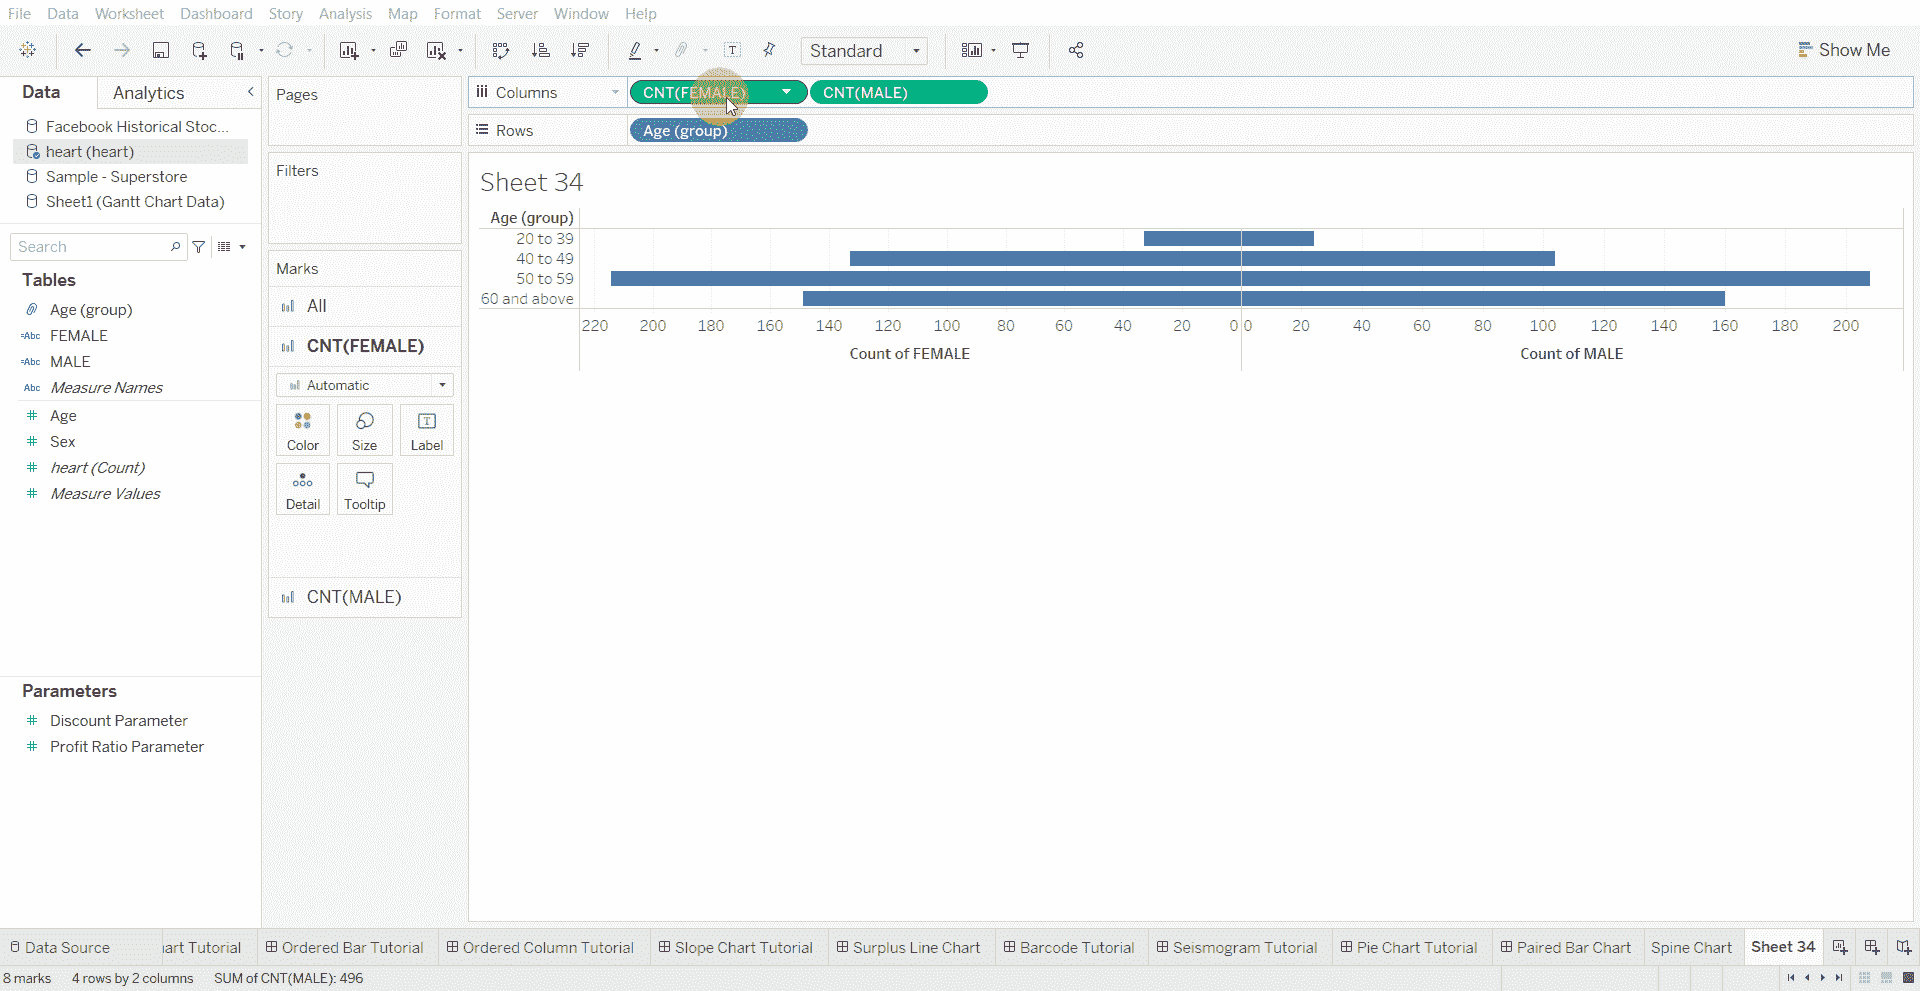 File Data Worksheet Dashboard Story Analysis Map Format Server Window Help
Standard
Show Me
Data Analytics
Facebook Historical Stoc...
heart (heart)
Sample - Superstore
Sheet1 (Gantt Chart Data)
Search
Tables
Age (group)
Abc FEMALE
Abc MALE
Abc Measure Names
Age
Sex
heart (Count)
Measure Values
Parameters
Discount Parameter
Profit Ratio Parameter
Pages
Filters
Marks
All
CNT(FEMALE)
Automatic
Color Size Label
Detail Tooltip
CNT(MALE)
Columns CNT(FEMALE) CNT(MALE)
Rows Age (group)
Sheet 34
Age (group)
20 to 39
40 to 49
50 to 59
60 and above
220 200 180 160 140 120 100 80 60 40 20 0 0 20 40 60 80 100 120 140 160 180 200
Count of FEMALE Count of MALE
Data Source art Tutorial Ordered Bar Tutorial Ordered Column Tutorial Slope Chart Tutorial Surplus Line Chart Barcode Tutorial Seismogram Tutorial Pie Chart Tutorial Paired Bar Chart Spine Chart Sheet 34
8 marks 4 rows by 2 columns SUM of CNT(MALE): 496